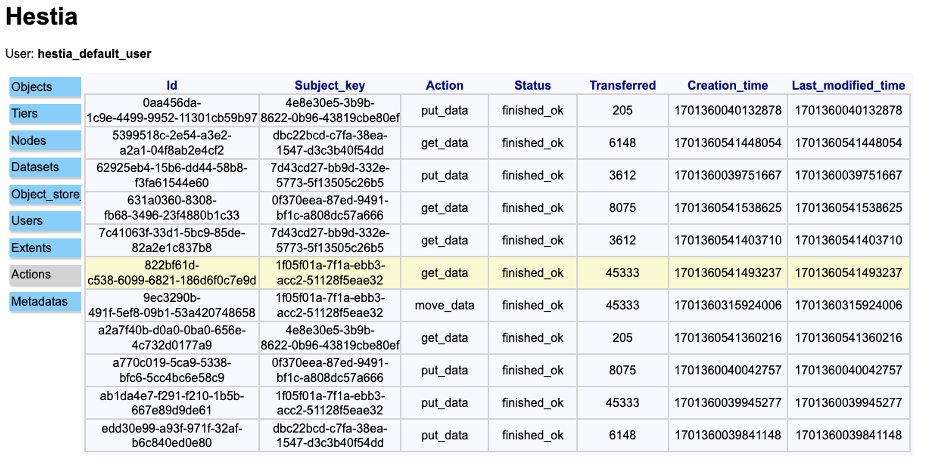 Hestia
User: hestia_default_user
Objects
Tiers
Nodes
Datasets
Object_store_
Users
Extents
Actions
Metadatas
Id Subject_key Action Status Transferred Creation_time Last_modified_time
0aa456da- 4e8e30e5-3b9b-
1c9e-4499-9952-11301cb59b97 8622-0b96-43819cbe80ef put_data finished_ok 205 1701360040132878 1701360040132878
5399518c-2e54-a3e2- dbc22bcd-c7fa-38ea-
a2a1-04f8ab2e4cf2 1547-d3c3b40f54dd get_data finished_ok 6148 1701360541448054 1701360541448054
62925eb4-15b6-dd44-58b8- 7d43cd27-bb9d-332e-
f3fa61544e60 5773-5f13505c26b5 put_data finished_ok 3612 1701360039751667 1701360039751667
631a0360-8308- 0f370eea-87ed-9491-
fb68-3496-23f4880b1c33 bf1c-a808dc57a666 get_data finished_ok 8075 1701360541538625 1701360541538625
7c41063f-33d1-5bc9-85de- 7d43cd27-bb9d-332e-
82a2e1c837b8 5773-5f13505c26b5 get_data finished_ok 3612 1701360541403710 1701360541403710
822bf61d- 1f05f01a-7f1a-ebb3-
c538-6099-6821-186d6f0c7e9d acc2-51128f5eae32 get_data finished_ok 45333 1701360541493237 1701360541493237
9ec3290b- 1f05f01a-7f1a-ebb3-
491f-5ef8-09b1-53a420748658 acc2-51128f5eae32 move_data finished_ok 45333 1701360315924006 1701360315924006
a2a7f40b-d0a0-0ba0-656e- 4e8e30e5-3b9b-
4c732d0177a9 8622-0b96-43819cbe80ef get_data finished_ok 205 1701360541360216 1701360541360216
a770c019-5ca9-5338- 0f370eea-87ed-9491-
bfc6-5cc4bc6e58c9 bf1c-a808dc57a666 put_data finished_ok 8075 1701360040042757 1701360040042757
ab1da4e7-f291-f210-1b5b- 1f05f01a-7f1a-ebb3-
667e89d9de61 acc2-51128f5eae32 put_data finished_ok 45333 1701360039945277 1701360039945277
edd30e99-a93f-971f-32af- dbc22bcd-c7fa-38ea-
b6c840ed0e80 1547-d3c3b40f54dd put_data finished_ok 6148 1701360039841148 1701360039841148